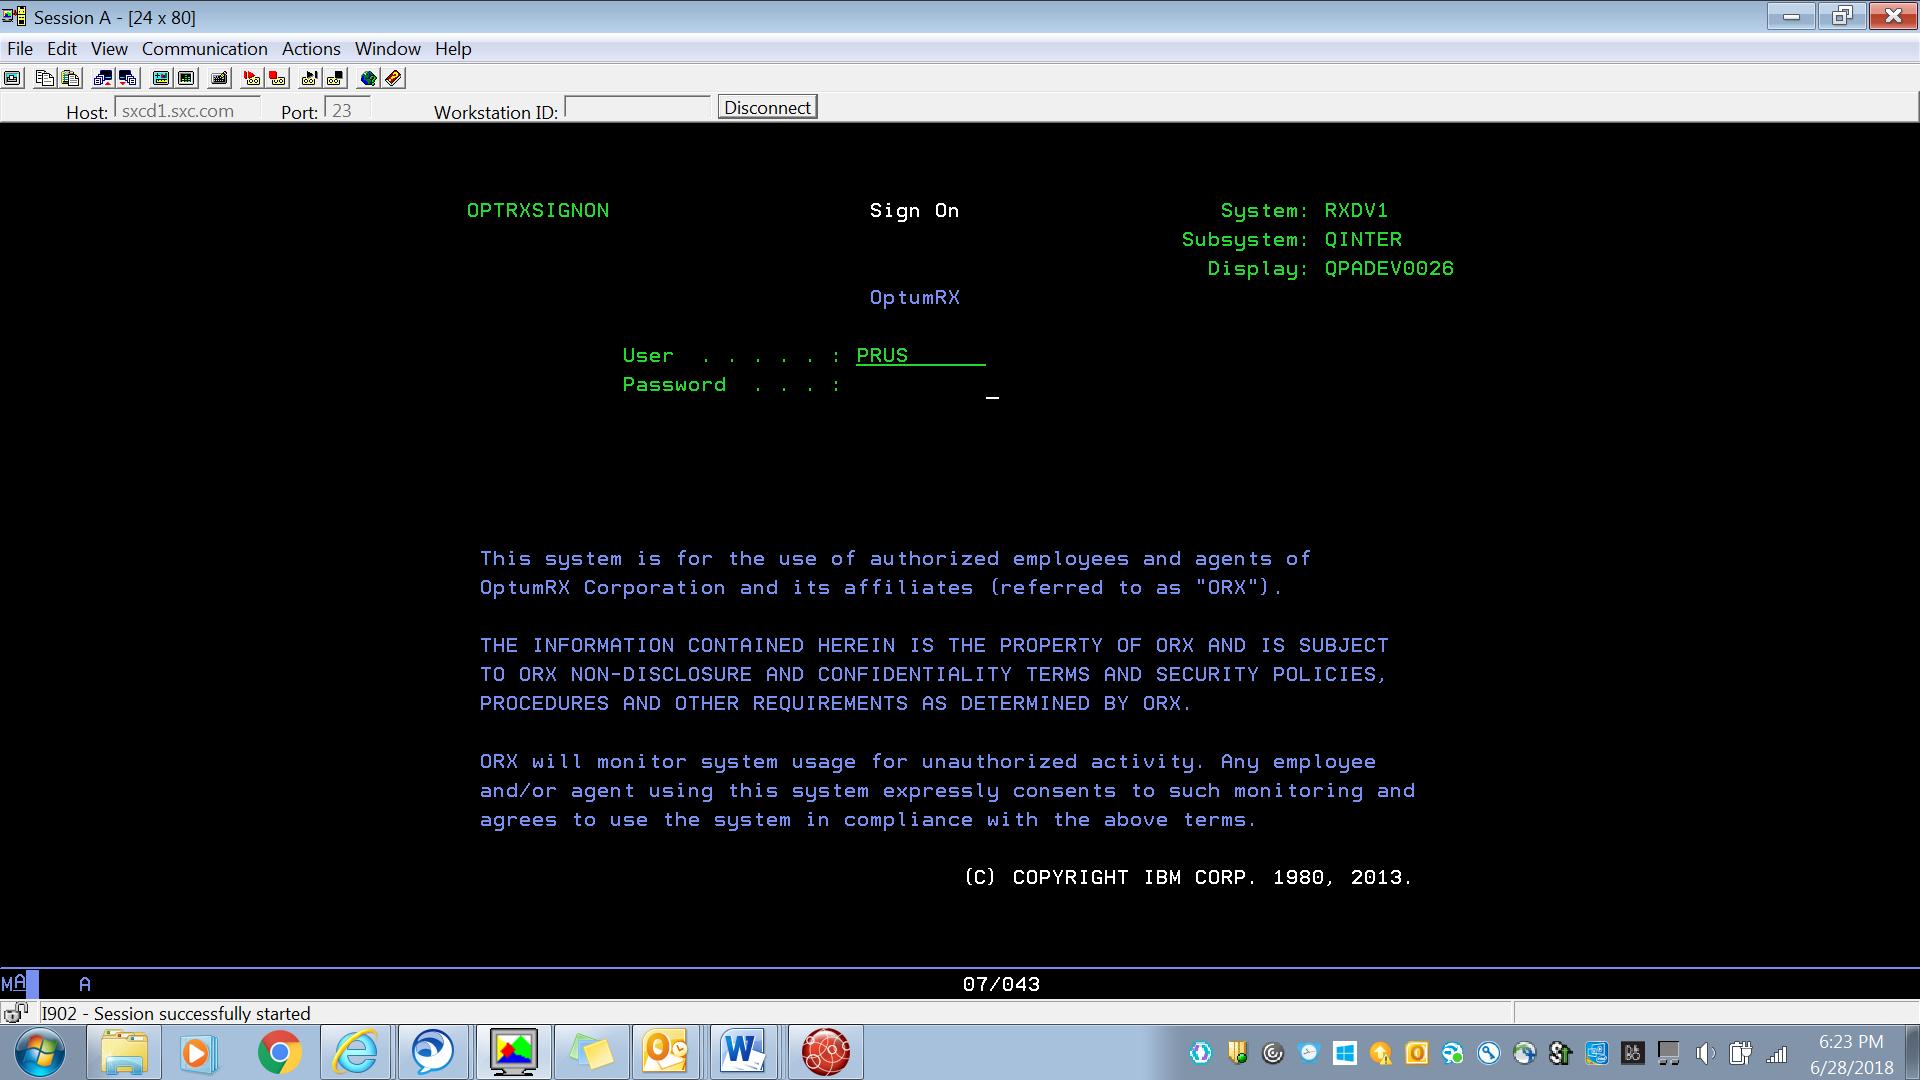 Session A - [24 x 80]
File Edit View Communication Actions Window Help
Host: sxcd1.sxc.com Port: 23 Workstation ID: Disconnect
OPTRXSIGNON Sign On System: RXDV1
Subsystem: QINTER
Display: QPADEV0026
OptumRX
User . . . . . : PRUS
Password . . . :
This system is for the use of authorized employees and agents of
OptumRX Corporation and its affiliates (referred to as "ORX").
THE INFORMATION CONTAINED HEREIN IS THE PROPERTY OF ORX AND IS SUBJECT
TO ORX NON-DISCLOSURE AND CONFIDENTIALITY TERMS AND SECURITY POLICIES,
PROCEDURES AND OTHER REQUIREMENTS AS DETERMINED BY ORX.
ORX will monitor system usage for unauthorized activity. Any employee
and/or agent using this system expressly consents to such monitoring and
agrees to use the system in compliance with the above terms.
(C) COPYRIGHT IBM CORP. 1980, 2013.
MA A 07/043
I902 - Session successfully started
6:23 PM
6/28/2018